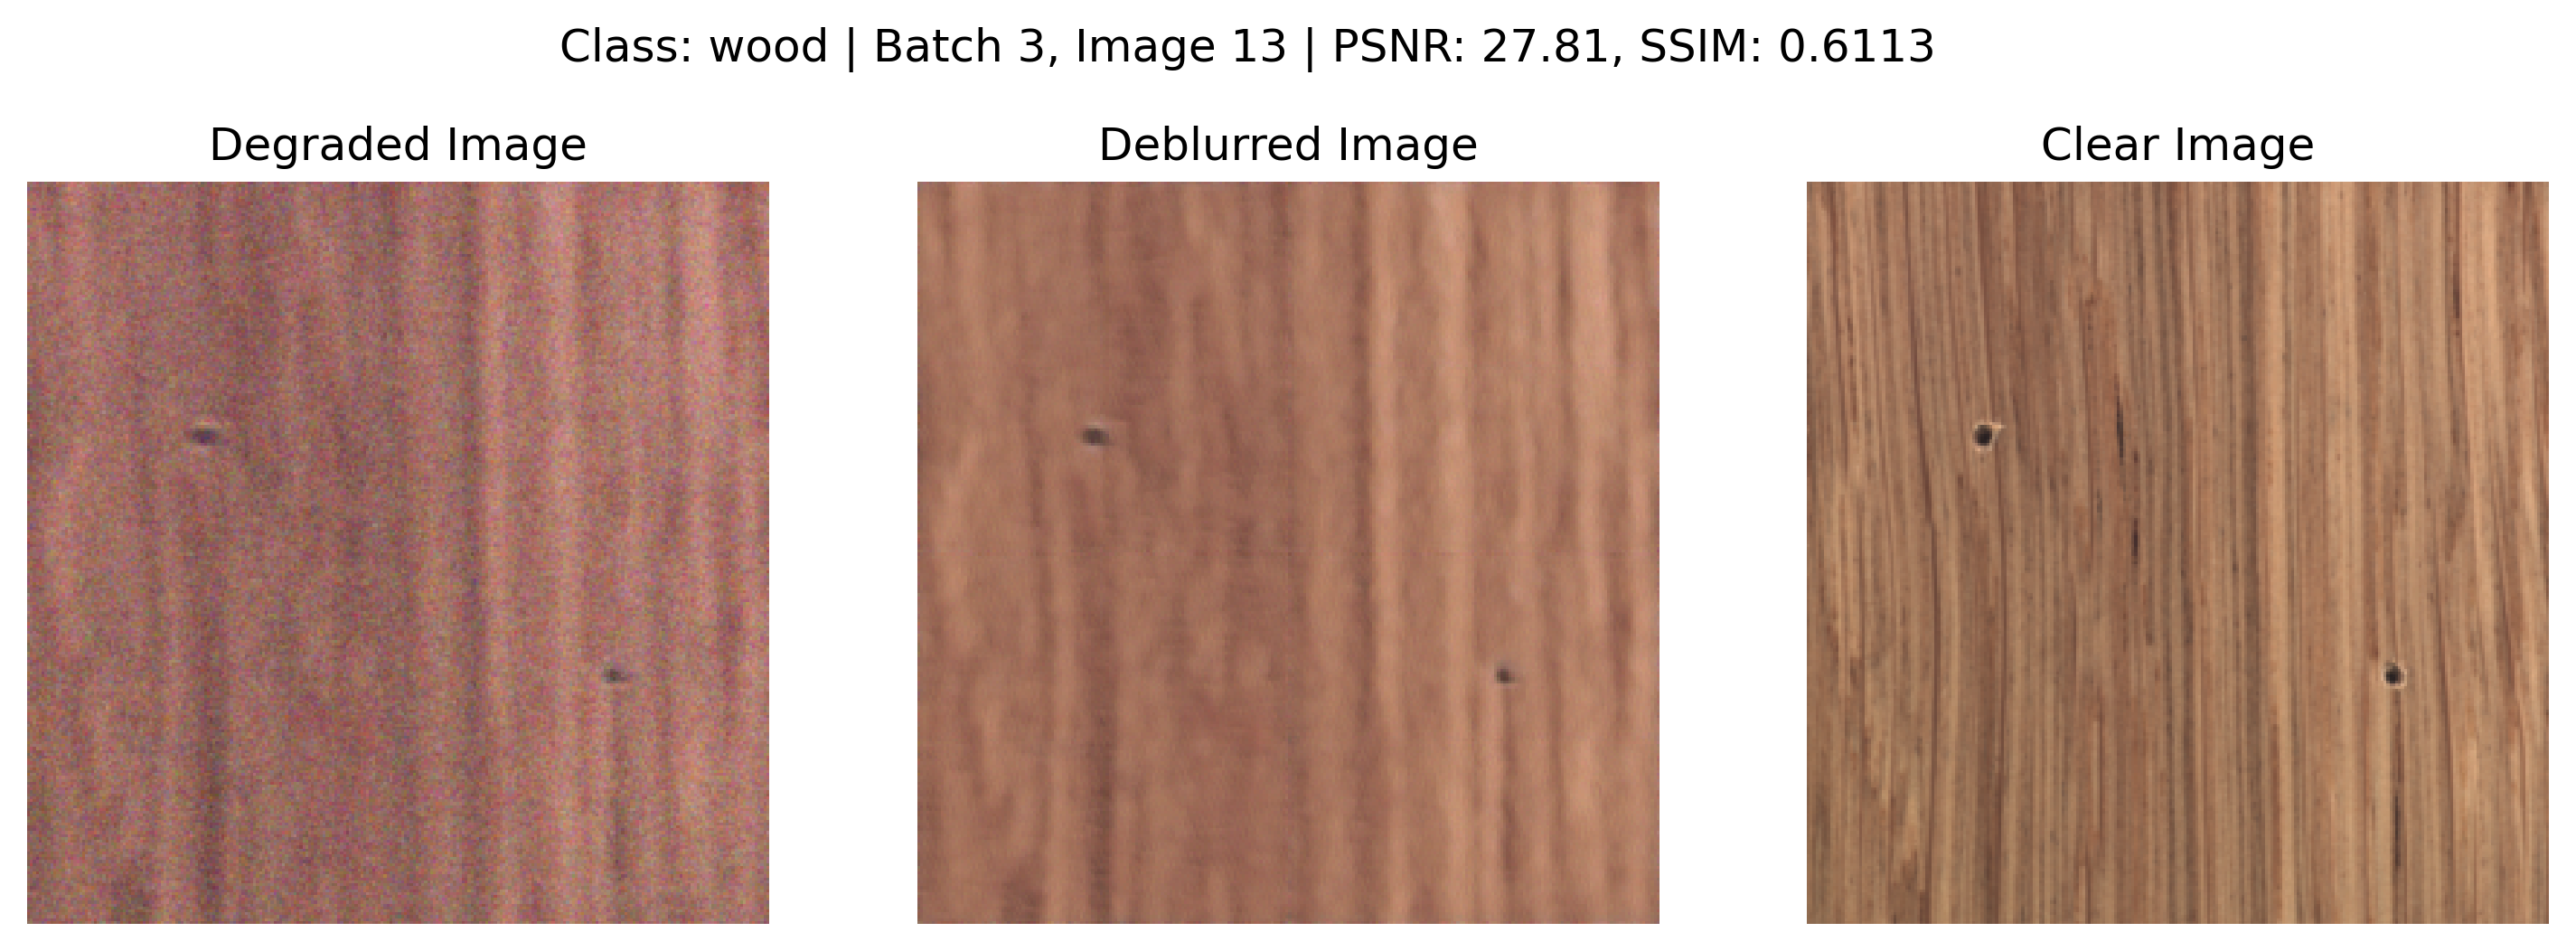 Class: wood | Batch 3, Image 13 | PSNR: 27.81, SSIM: 0.6113
Degraded Image
Deblurred Image
Clear Image